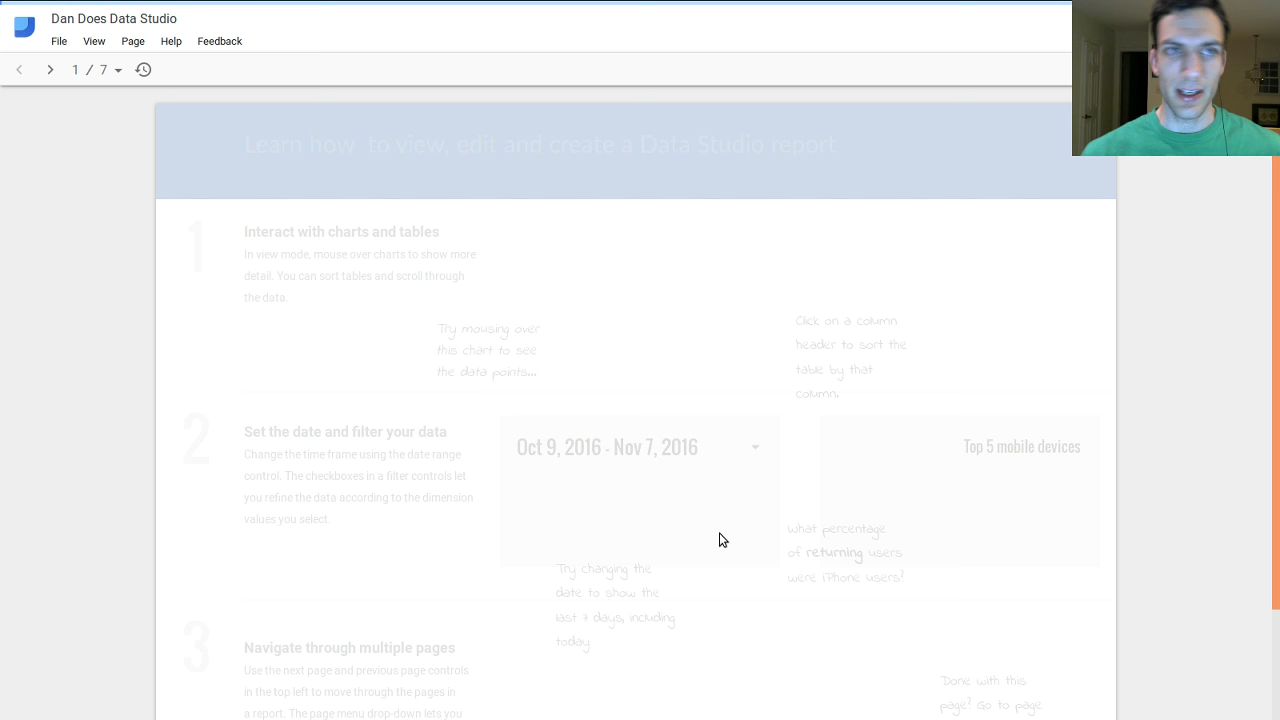 Dan Does Data Studio
File View Page Help Feedback
1 / 7
Learn how to view, edit and create a Data Studio report
1
Interact with charts and tables
In view mode, mouse over charts to show more
detail. You can sort tables and scroll through
the data.
Try mousing over
this chart to see
the data points...
Click on a column
header to sort the
table by that
column.
2
Set the date and filter your data
Change the time frame using the date range
control. The checkboxes in a filter controls let
you refine the data according to the dimension
values you select.
Oct 9, 2016 - Nov 7, 2016
Top 5 mobile devices
what percentage
of returning users
were iPhone users?
Try changing the
date to show the
last 7 days, including
today
3
Navigate through multiple pages
Use the next page and previous page controls
in the top left to move through the pages in
a report. The page menu drop-down lets you
Done with this
page? Go to page